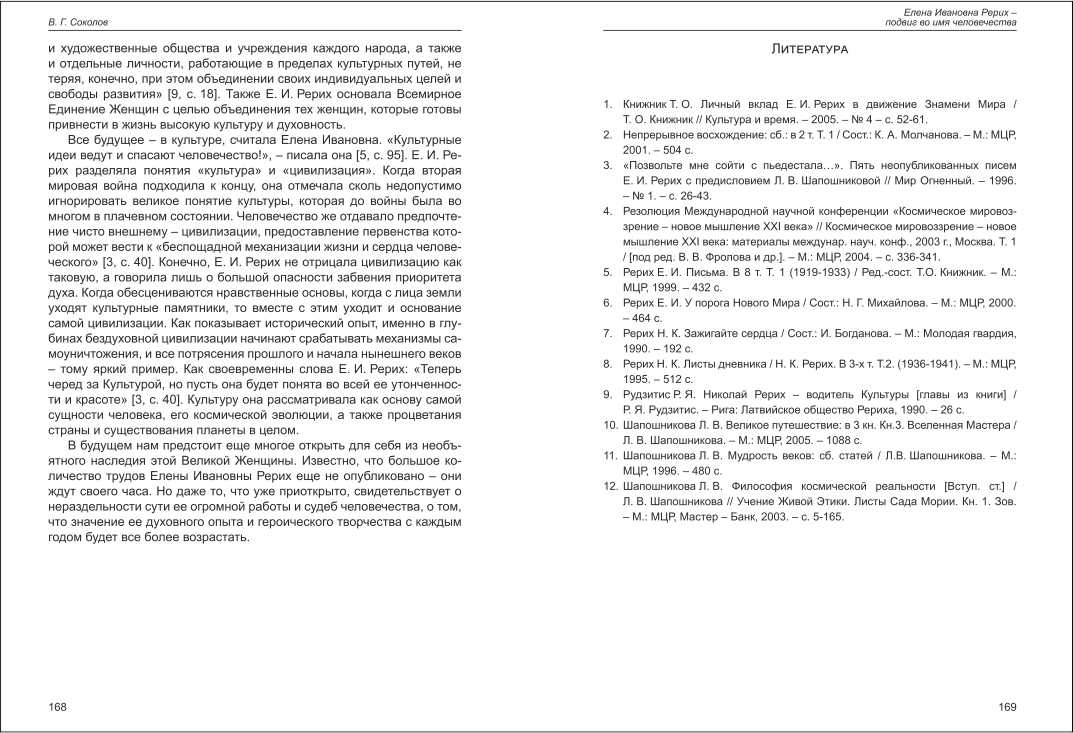 В. Г. Соколов
и художественные общества и учреждения каждого народа, а также
и отдельные личности, работающие в пределах культурных путей, не
теряя, конечно, при этом объединении своих индивидуальных целей и
свободы развития» [9, с. 18]. Также Е. И. Рерих основала Всемирное
Единение Женщин с целью объединения тех женщин, которые готовы
привнести в жизнь высокую культуру и духовность.
Все будущее – в культуре, считала Елена Ивановна. «Культурные
идеи ведут и спасают человечество!», – писала она [5, с. 95]. Е. И. Ре-
рих разделяла понятия «культура» и «цивилизация». Когда вторая
мировая война подходила к концу, она отмечала сколь недопустимо
игнорировать великое понятие культуры, которая до войны была во
многом в плачевном состоянии. Человечество же отдавало предпочте-
ние чисто внешнему – цивилизации, предоставление первенства кото-
рой может вести к «беспощадной механизации жизни и сердца челове-
ческого» [3, с. 40]. Конечно, Е. И. Рерих не отрицала цивилизацию как
таковую, а говорила лишь о большой опасности забвения приоритета
духа. Когда обесцениваются нравственные основы, когда с лица земли
уходят культурные памятники, то вместе с этим уходит и основание
самой цивилизации. Как показывает исторический опыт, именно в глу-
бинах бездуховной цивилизации начинают срабатывать механизмы са-
моуничтожения, и все потрясения прошлого и начала нынешнего веков
– тому яркий пример. Как своевременны слова Е. И. Рерих: «Теперь
черед за Культурой, но пусть она будет понята во всей ее утонченнос-
ти и красоте» [3, с. 40]. Культуру она рассматривала как основу самой
сущности человека, его космической эволюции, а также процветания
страны и существования планеты в целом.
В будущем нам предстоит еще многое открыть для себя из необъ-
ятного наследия этой Великой Женщины. Известно, что большое ко-
личество трудов Елены Ивановны Рерих еще не опубликовано – они
ждут своего часа. Но даже то, что уже приоткрыто, свидетельствует о
нераздельности сути ее огромной работы и судеб человечества, о том,
что значение ее духовного опыта и героического творчества с каждым
годом будет все более возрастать.
168
Елена Ивановна Рерих –
подвиг во имя человечества
Литература
1. Книжник Т. О. Личный вклад Е. И. Рерих в движение Знамени Мира /
Т. О. Книжник // Культура и время. – 2005. – № 4 – с. 52-61.
2. Непрерывное восхождение: сб.: в 2 т. Т. 1 / Сост.: К. А. Молчанова. – М.: МЦР,
2001. – 504 с.
3. «Позвольте мне сойти с пьедестала…». Пять неопубликованных писем
Е. И. Рерих с предисловием Л. В. Шапошниковой // Мир Огненный. – 1996.
– № 1. – с. 26-43.
4. Резолюция Международной научной конференции «Космическое мировоз-
зрение – новое мышление XXI века» // Космическое мировоззрение – новое
мышление XXI века: материалы междунар. науч. конф., 2003 г., Москва. Т. 1
/ [под ред. В. В. Фролова и др.]. – М.: МЦР, 2004. – с. 336-341.
5. Рерих Е. И. Письма. В 8 т. Т. 1 (1919-1933) / Ред.-сост. Т.О. Книжник. – М.:
МЦР, 1999. – 432 с.
6. Рерих Е. И. У порога Нового Мира / Сост.: Н. Г. Михайлова. – М.: МЦР, 2000.
– 464 с.
7. Рерих Н. К. Зажигайте сердца / Сост.: И. Богданова. – М.: Молодая гвардия,
1990. – 192 с.
8. Рерих Н. К. Листы дневника / Н. К. Рерих. В 3-х т. Т.2. (1936-1941). – М.: МЦР,
1995. – 512 с.
9. Рудзитис Р. Я. Николай Рерих – водитель Культуры [главы из книги] /
Р. Я. Рудзитис. – Рига: Латвийское общество Рериха, 1990. – 26 с.
10. Шапошникова Л. В. Великое путешествие: в 3 кн. Кн.3. Вселенная Мастера /
Л. В. Шапошникова. – М.: МЦР, 2005. – 1088 с.
11. Шапошникова Л. В. Мудрость веков: сб. статей / Л.В. Шапошникова. – М.:
МЦР, 1996. – 480 с.
12. Шапошникова Л. В. Философия космической реальности [Вступ. ст.] /
Л. В. Шапошникова // Учение Живой Этики. Листы Сада Мории. Кн. 1. Зов.
– М.: МЦР, Мастер – Банк, 2003. – с. 5-165.
169